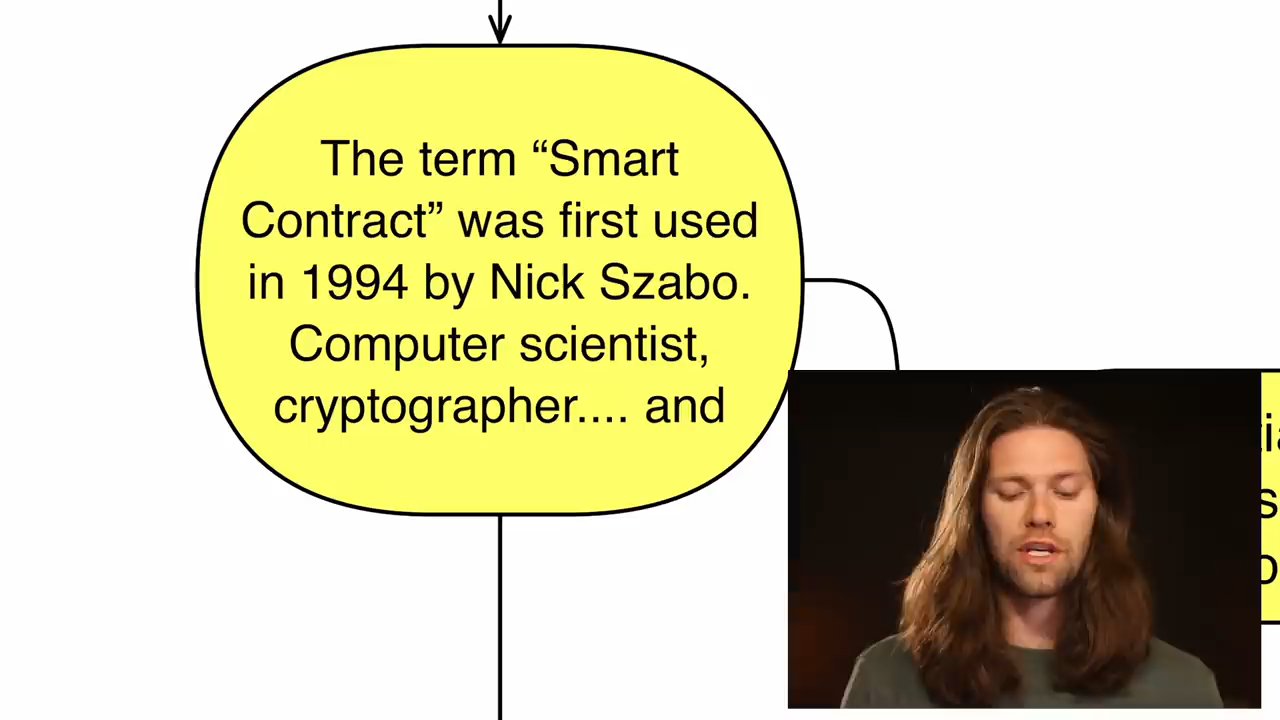 The term “Smart
Contract” was first used
in 1994 by Nick Szabo.
Computer scientist,
cryptographer.... and